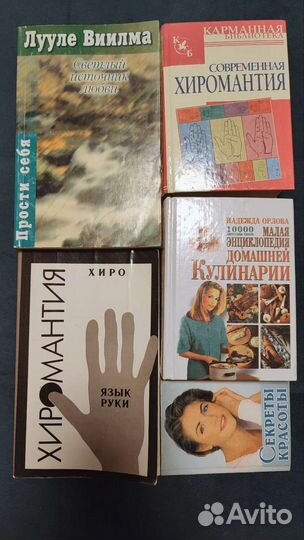 Лууле Виилма
Светлый
источник
любви
Прости себя
КАРМАННАЯ
БИБЛИОТЕКА
К
Б
СОВРЕМЕННАЯ
ХИРОМАНТИЯ
НАДЕЖДА ОРЛОВА
10000
МАЛАЯ
ЭНЦИКЛОПЕДИЯ
ДОМАШНЕЙ
КУЛИНАРИИ
ХИРО
ХИРОМАНТИЯ
ЯЗЫК
РУКИ
СЕКРЕТЫ
КРАСОТЫ
Avito